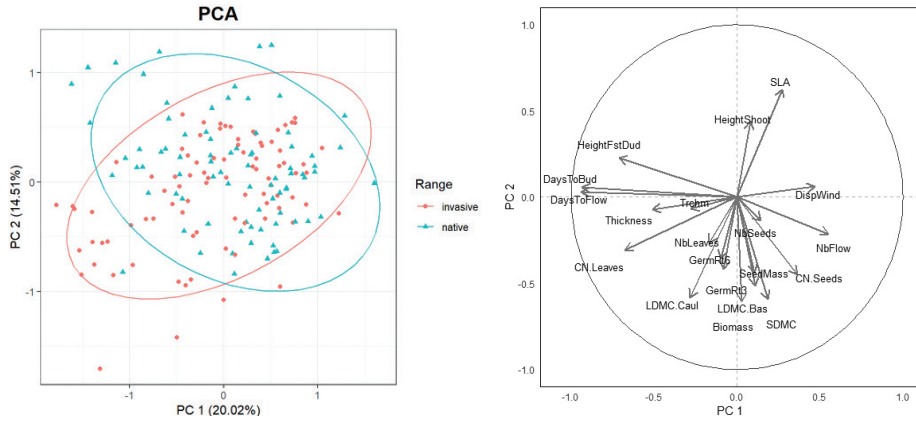 PCA
1
0
-1
-1
0
1
PC 1 (20.02%)
PC 2 (14.51%)
Range
invasive
native
1.0
0.5
0.0
-0.5
-1.0
-1.0
-0.5
0.0
0.5
1.0
PC 1
PC 2
SLA
HeightShoot
HeightFstDud
DaysToBud
DaysToFlow
DispWind
Thickness
Trchm
NbSeeds
NbLeaves
NbFlow
CN.Leaves
GermRt6
SeedMass
CN.Seeds
GermRt3
LDMC.Caul
LDMC.Bas
Biomass
SDMC